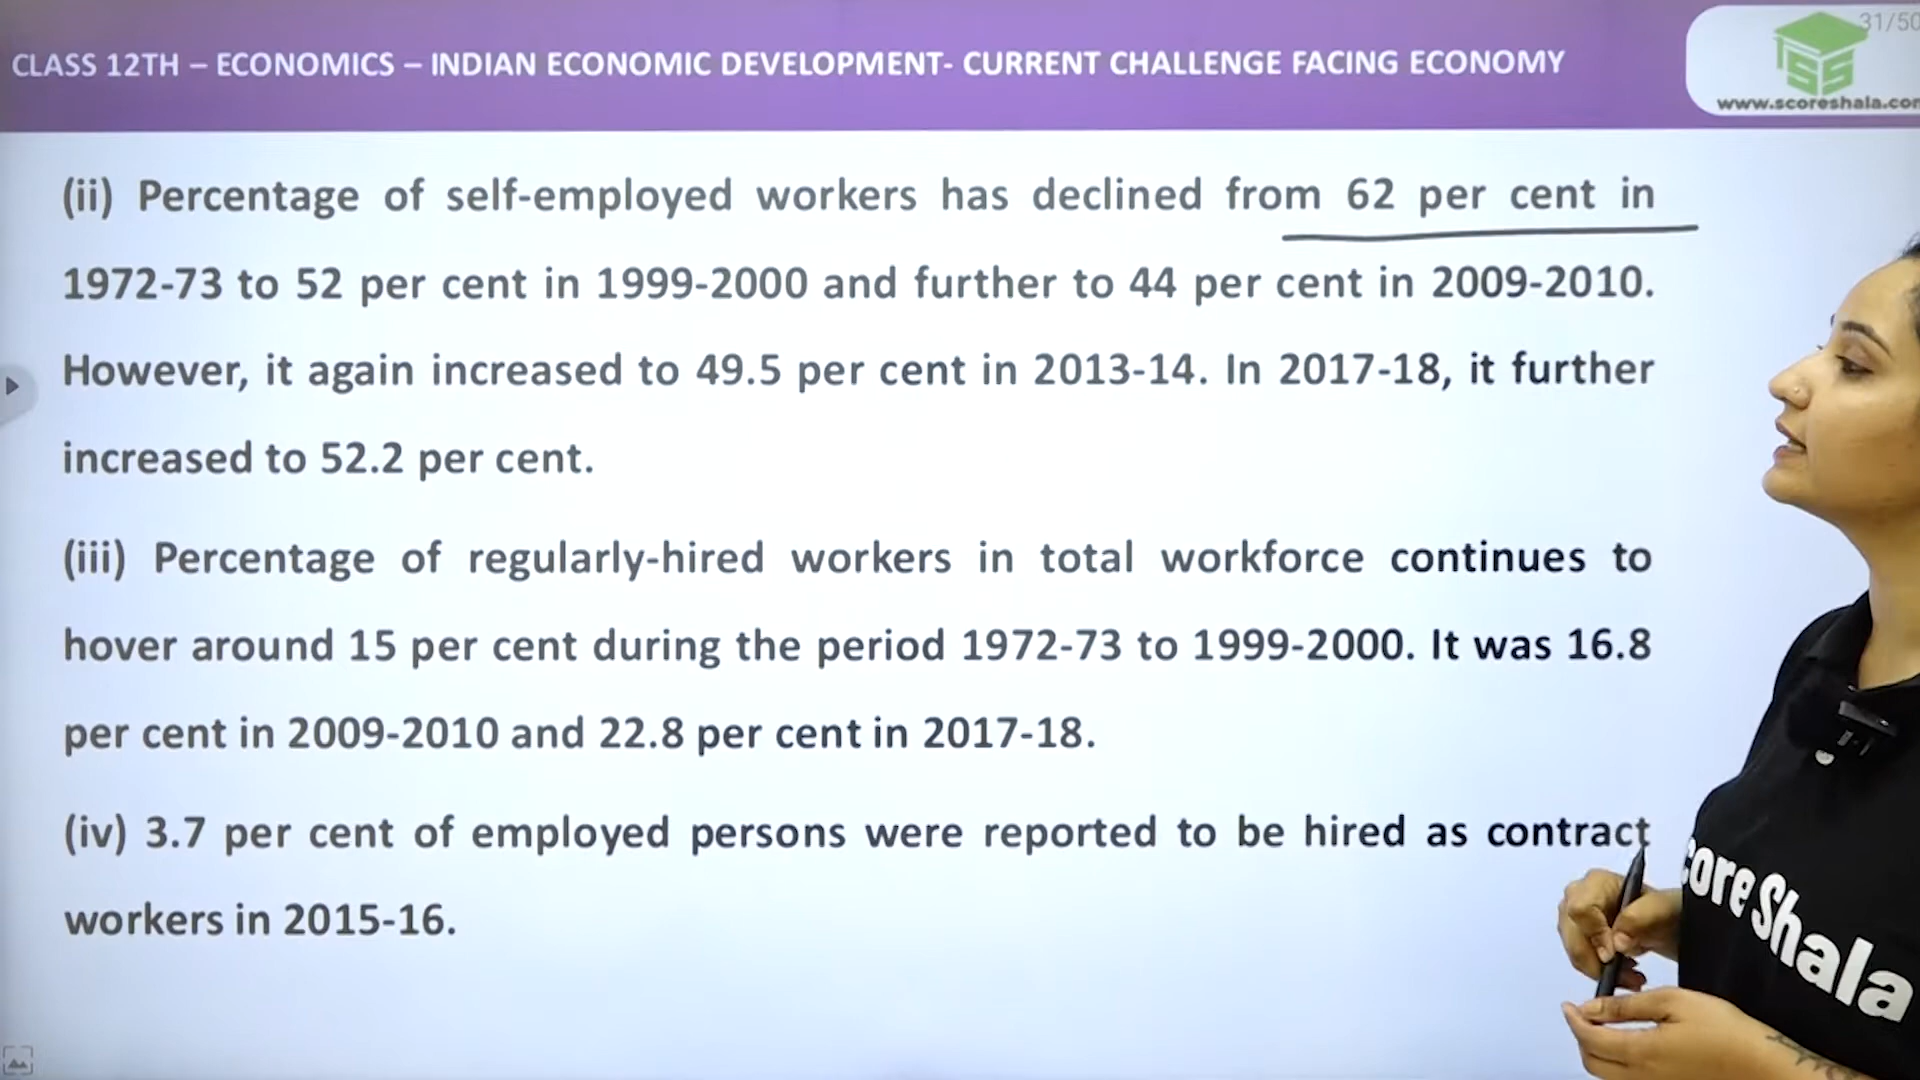 CLASS 12TH – ECONOMICS – INDIAN ECONOMIC DEVELOPMENT- CURRENT CHALLENGE FACING ECONOMY
31/50
SS
www.scoreshala.com
(ii) Percentage of self-employed workers has declined from 62 per cent in
1972-73 to 52 per cent in 1999-2000 and further to 44 per cent in 2009-2010.
However, it again increased to 49.5 per cent in 2013-14. In 2017-18, it further
increased to 52.2 per cent.
(iii) Percentage of regularly-hired workers in total workforce continues to
hover around 15 per cent during the period 1972-73 to 1999-2000. It was 16.8
per cent in 2009-2010 and 22.8 per cent in 2017-18.
(iv) 3.7 per cent of employed persons were reported to be hired as contract
workers in 2015-16.
coreShala